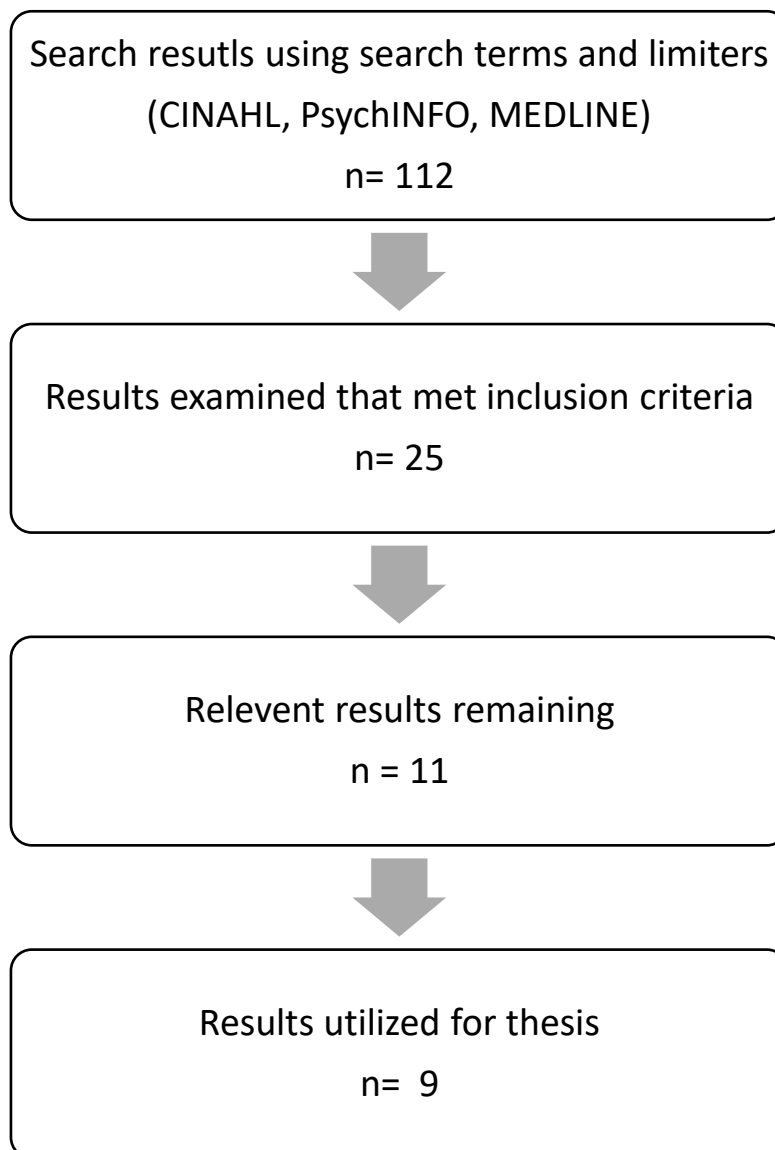 Search resutls using search terms and limiters
(CINAHL, PsychINFO, MEDLINE)
n= 112
Results examined that met inclusion criteria
n= 25
Relevent results remaining
n = 11
Results utilized for thesis
n=  9